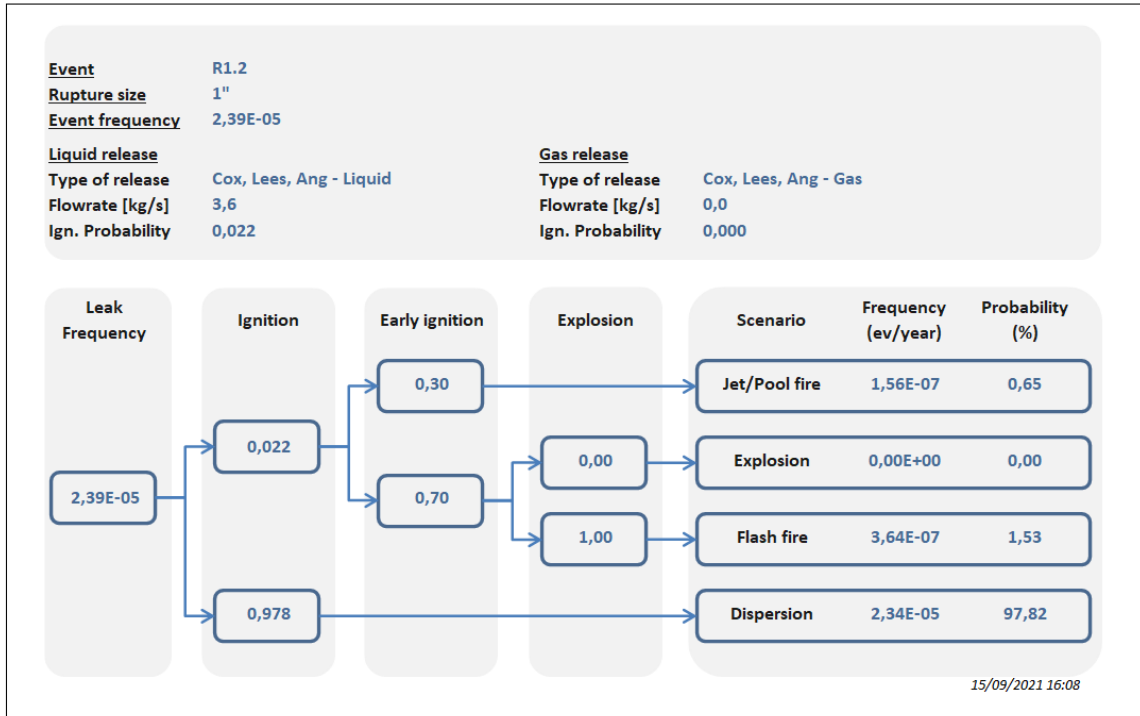 Event R1.2
Rupture size 1"
Event frequency 2,39E-05
Liquid release Gas release
Type of release Cox, Lees, Ang - Liquid Type of release Cox, Lees, Ang - Gas
Flowrate [kg/s] 3,6 Flowrate [kg/s] 0,0
Ign. Probability 0,022 Ign. Probability 0,000
Leak Frequency Ignition Early ignition Explosion Scenario Frequency (ev/year) Probability (%)
0,30 Jet/Pool fire 1,56E-07 0,65
0,022
0,00 Explosion 0,00E+00 0,00
2,39E-05 0,70
1,00 Flash fire 3,64E-07 1,53
0,978 Dispersion 2,34E-05 97,82
15/09/2021 16:08